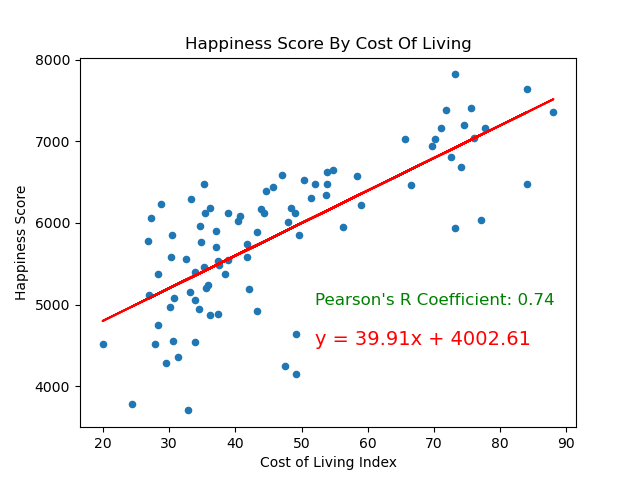 Happiness Score By Cost Of Living
8000
7000
6000
5000
4000
Happiness Score
Pearson's R Coefficient: 0.74
y = 39.91x + 4002.61
20 30 40 50 60 70 80 90
Cost of Living Index